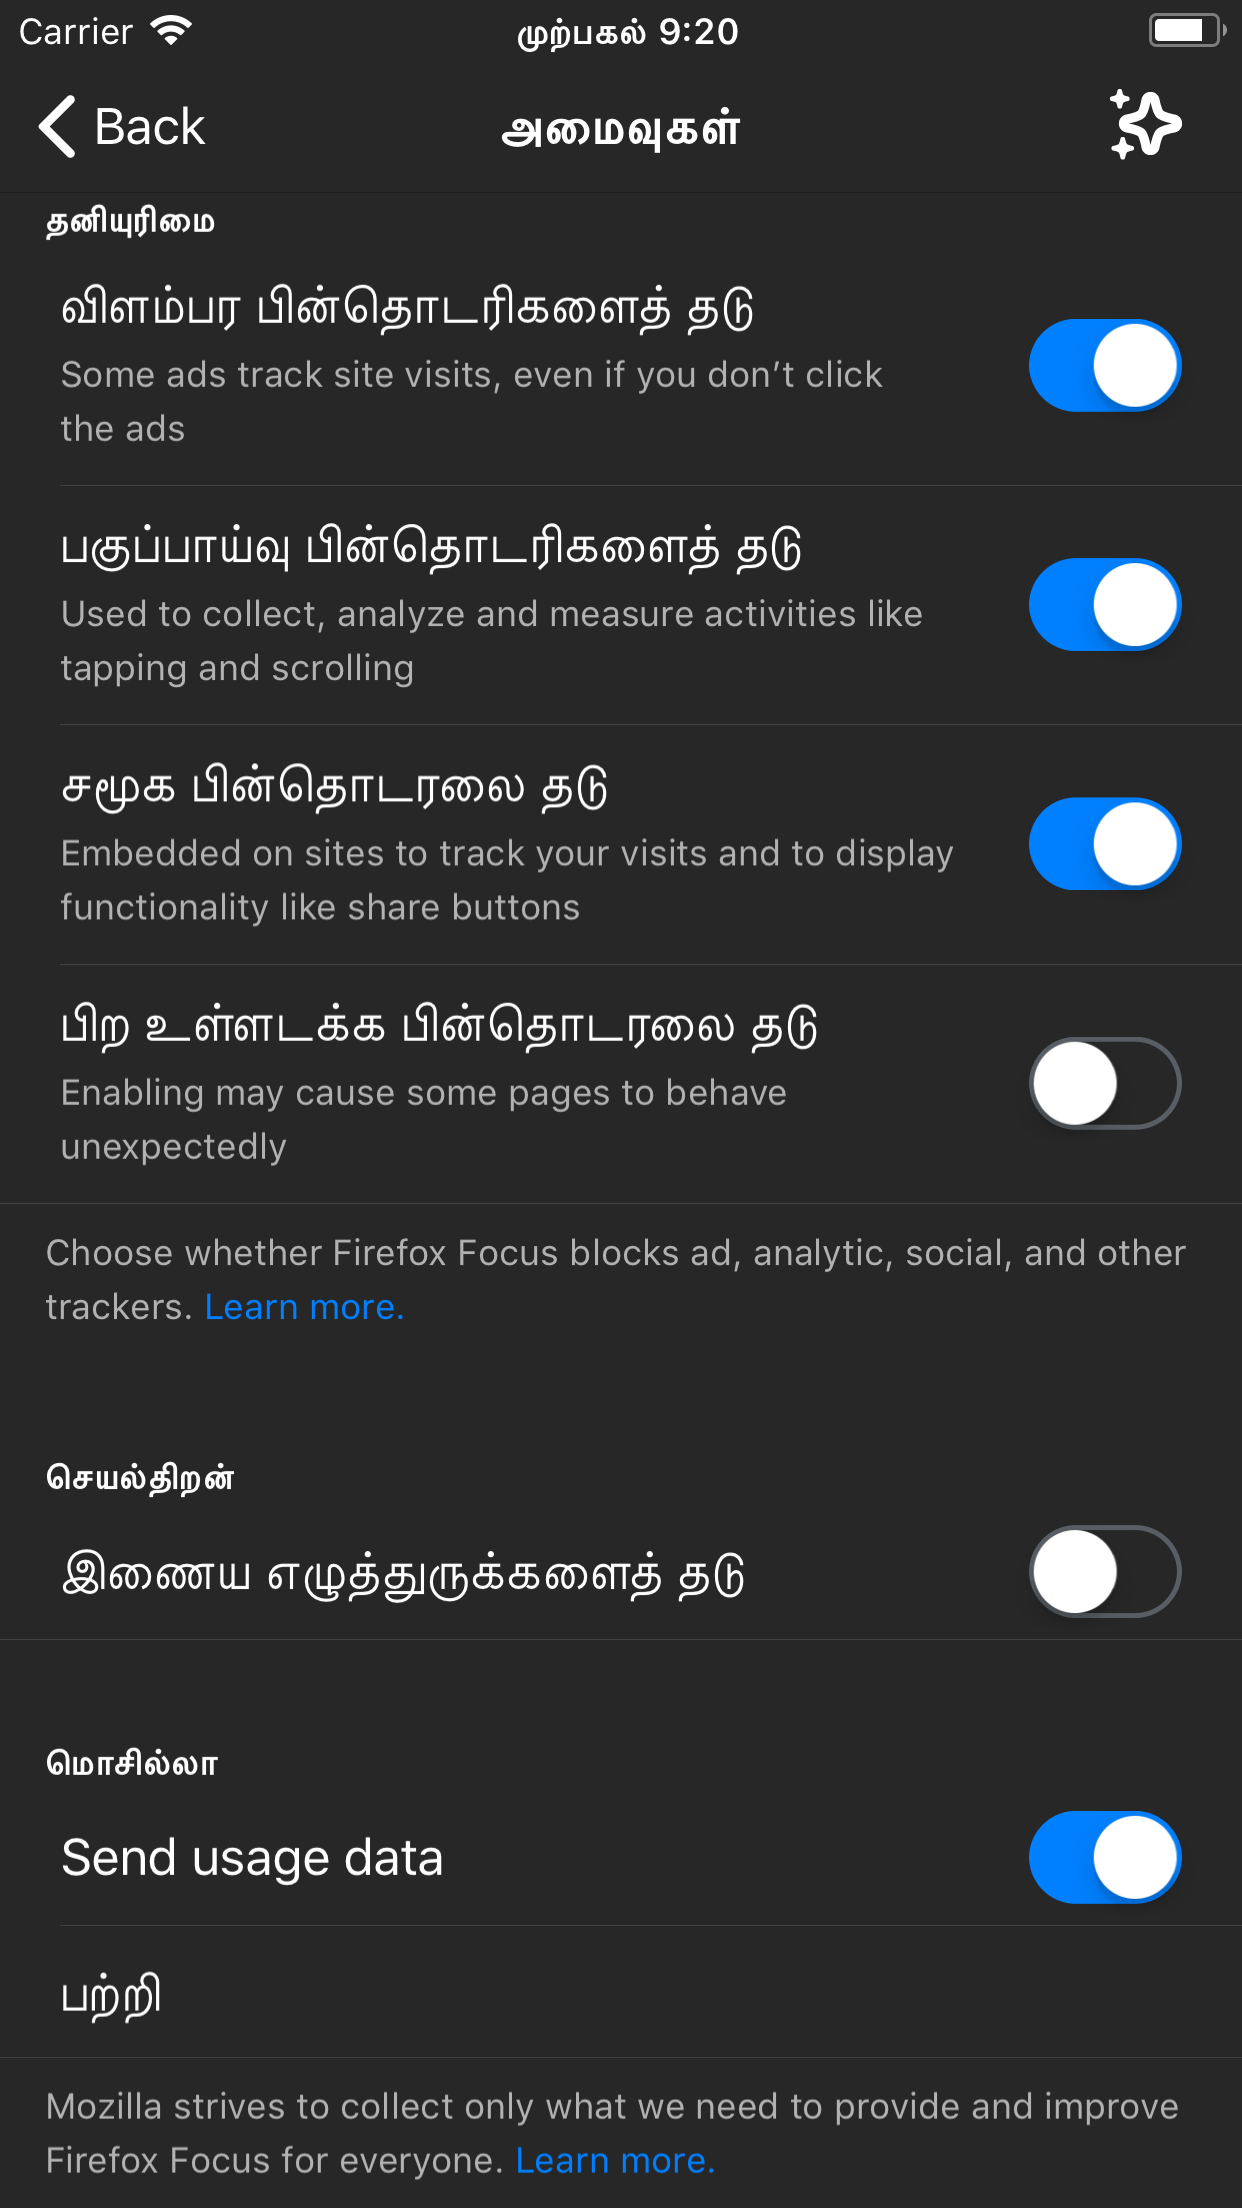 Carrier
முற்பகல் 9:20
Back
அமைவுகள்
தனியுரிமை
விளம்பர பின்தொடரிகளைத் தடு
Some ads track site visits, even if you don’t click
the ads
பகுப்பாய்வு பின்தொடரிகளைத் தடு
Used to collect, analyze and measure activities like
tapping and scrolling
சமூக பின்தொடரலை தடு
Embedded on sites to track your visits and to display
functionality like share buttons
பிற உள்ளடக்க பின்தொடரலை தடு
Enabling may cause some pages to behave
unexpectedly
Choose whether Firefox Focus blocks ad, analytic, social, and other
trackers. Learn more.
செயல்திறன்
இணைய எழுத்துருக்களைத் தடு
மொசில்லா
Send usage data
பற்றி
Mozilla strives to collect only what we need to provide and improve
Firefox Focus for everyone. Learn more.